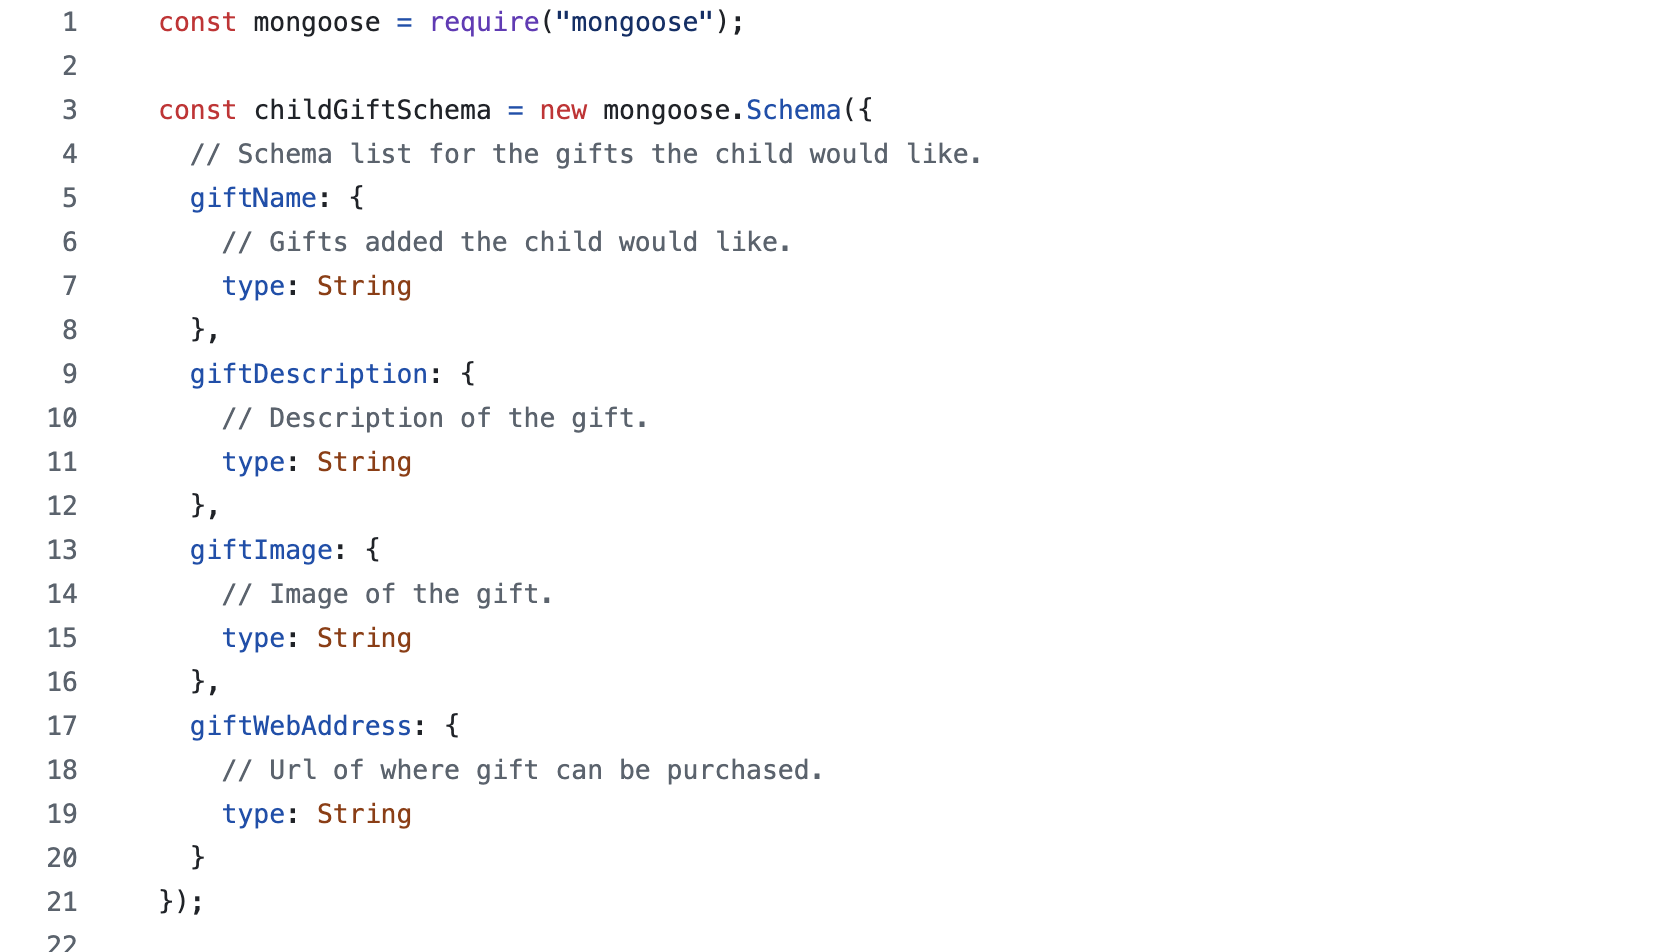 1 const mongoose = require("mongoose");
2
3 const childGiftSchema = new mongoose.Schema({
4 // Schema list for the gifts the child would like.
5 giftName: {
6 // Gifts added the child would like.
7 type: String
8 },
9 giftDescription: {
10 // Description of the gift.
11 type: String
12 },
13 giftImage: {
14 // Image of the gift.
15 type: String
16 },
17 giftWebAddress: {
18 // Url of where gift can be purchased.
19 type: String
20 }
21 });
22